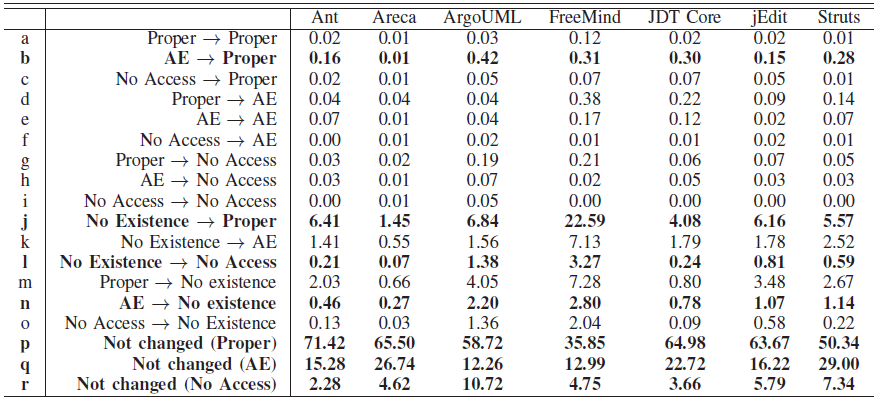 Ant Areca ArgoUML FreeMind JDT Core jEdit Struts
a Proper → Proper 0.02 0.01 0.03 0.12 0.02 0.02 0.01
b AE → Proper 0.16 0.01 0.42 0.31 0.30 0.15 0.28
c No Access → Proper 0.02 0.01 0.05 0.07 0.07 0.05 0.01
d Proper → AE 0.04 0.04 0.04 0.38 0.22 0.09 0.14
e AE → AE 0.07 0.01 0.04 0.17 0.12 0.02 0.07
f No Access → AE 0.00 0.01 0.02 0.01 0.01 0.02 0.01
g Proper → No Access 0.03 0.02 0.19 0.21 0.06 0.07 0.05
h AE → No Access 0.03 0.01 0.07 0.02 0.05 0.03 0.03
i No Access → No Access 0.00 0.01 0.05 0.00 0.00 0.00 0.00
j No Existence → Proper 6.41 1.45 6.84 22.59 4.08 6.16 5.57
k No Existence → AE 1.41 0.55 1.56 7.13 1.79 1.78 2.52
l No Existence → No Access 0.21 0.07 1.38 3.27 0.24 0.81 0.59
m Proper → No existence 2.03 0.66 4.05 7.28 0.80 3.48 2.67
n AE → No existence 0.46 0.27 2.20 2.80 0.78 1.07 1.14
o No Access → No Existence 0.13 0.03 1.36 2.04 0.09 0.58 0.22
p Not changed (Proper) 71.42 65.50 58.72 35.85 64.98 63.67 50.34
q Not changed (AE) 15.28 26.74 12.26 12.99 22.72 16.22 29.00
r Not changed (No Access) 2.28 4.62 10.72 4.75 3.66 5.79 7.34